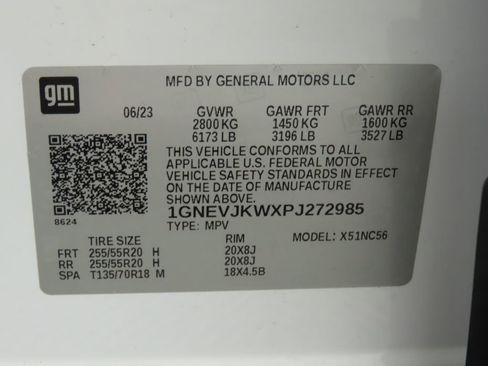 gm
MFD BY GENERAL MOTORS LLC
06/23 GVWR GAWR FRT GAWR RR
2800 KG 1450 KG 1600 KG
6173 LB 3196 LB 3527 LB
THIS VEHICLE CONFORMS TO ALL
APPLICABLE U.S. FEDERAL MOTOR
VEHICLE SAFETY STANDARDS IN EFFECT
ON THE DATE OF MANUFACTURE
SHOWN ABOVE.
8624
1GNEVJKWXPJ272985
TYPE: MPV MODEL: X51NC56
TIRE SIZE RIM
FRT 255/55R20 H 20X8J
RR 255/55R20 H 20X8J
SPA T135/70R18 M 18X4.5B